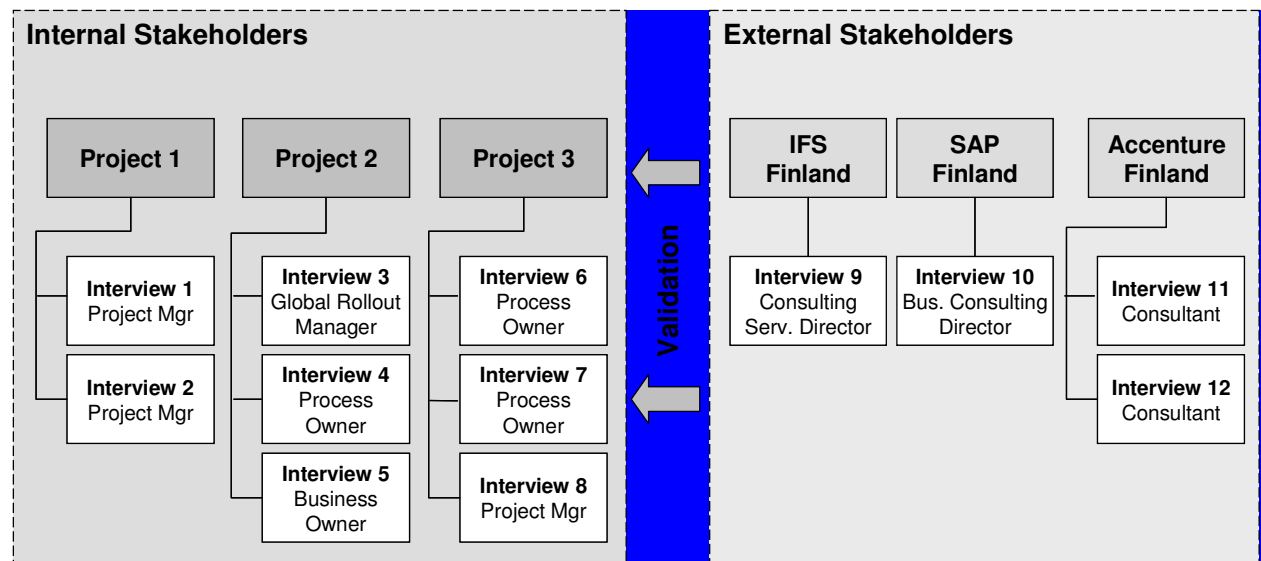 Internal Stakeholders
Project 1
Interview 1
Project Mgr
Interview 2
Project Mgr
Project 2
Interview 3
Global Rollout
Manager
Interview 4
Process
Owner
Interview 5
Business
Owner
Project 3
Interview 6
Process
Owner
Interview 7
Process
Owner
Interview 8
Project Mgr
Validation
External Stakeholders
IFS
Finland
Interview 9
Consulting
Serv. Director
SAP
Finland
Interview 10
Bus. Consulting
Director
Accenture
Finland
Interview 11
Consultant
Interview 12
Consultant